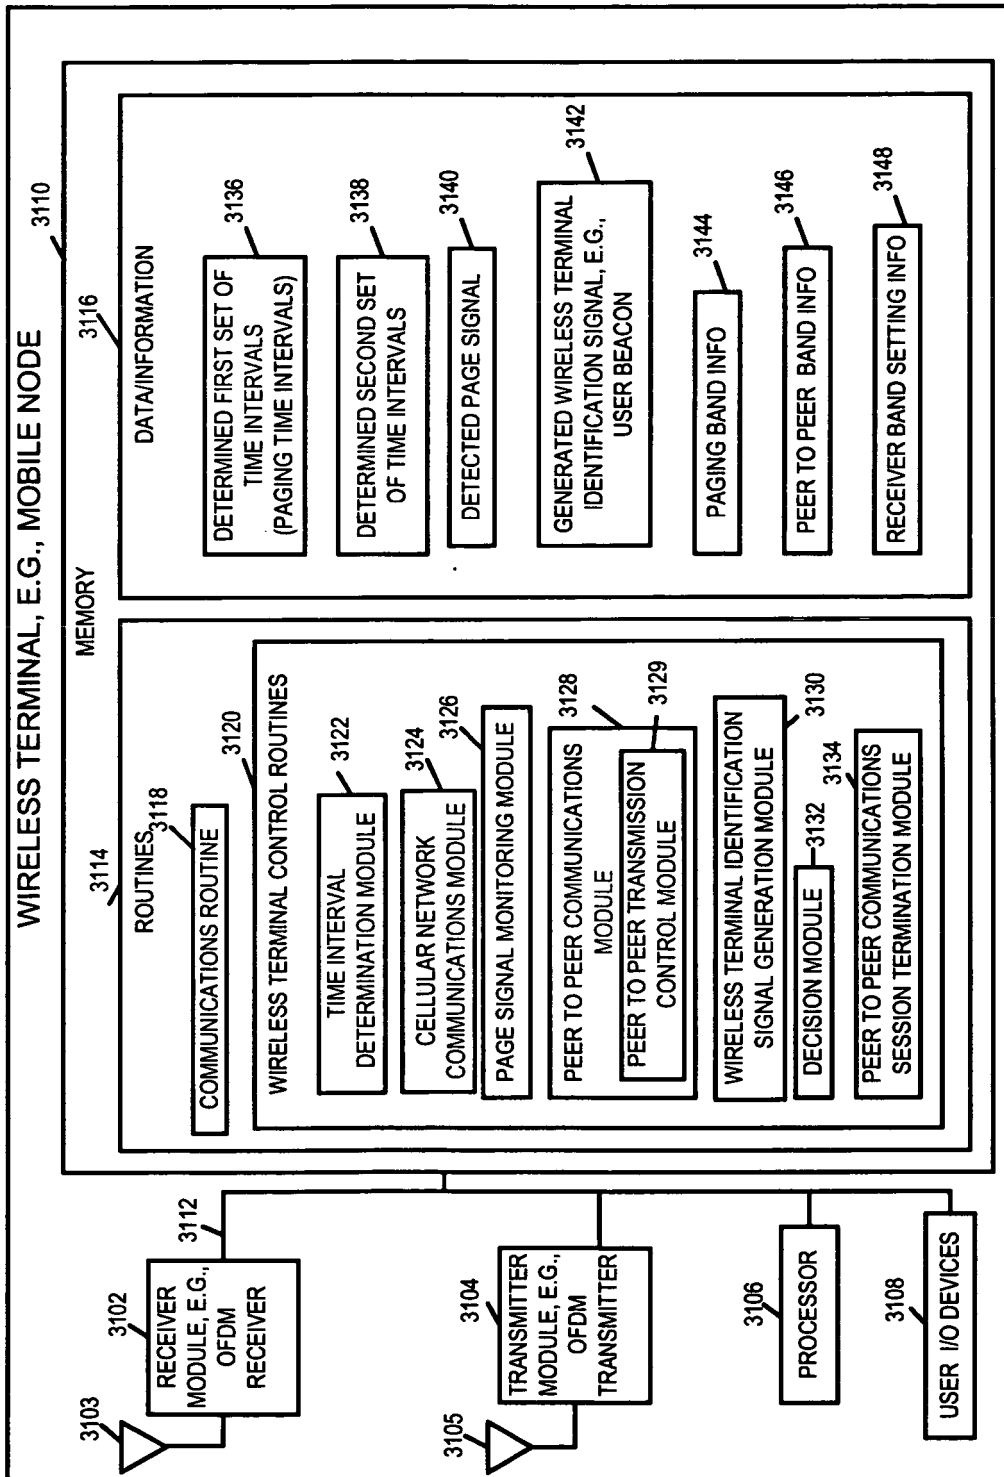 WIRELESS TERMINAL, E.G., MOBILE NODE
3110
MEMORY
3114
ROUTINES
3118
COMMUNICATIONS ROUTINE
3120
WIRELESS TERMINAL CONTROL ROUTINES
3122
TIME INTERVAL
DETERMINATION MODULE
3124
CELLULAR NETWORK
COMMUNICATIONS MODULE
3126
PAGE SIGNAL MONITORING MODULE
3128
PEER TO PEER COMMUNICATIONS
MODULE
3129
PEER TO PEER TRANSMISSION
CONTROL MODULE
3130
WIRELESS TERMINAL IDENTIFICATION
SIGNAL GENERATION MODULE
3132
DECISION MODULE
3134
PEER TO PEER COMMUNICATIONS
SESSION TERMINATION MODULE
3116
DATA/INFORMATION
3136
DETERMINED FIRST SET OF
TIME INTERVALS
(PAGING TIME INTERVALS)
3138
DETERMINED SECOND SET
OF TIME INTERVALS
3140
DETECTED PAGE SIGNAL
3142
GENERATED WIRELESS TERMINAL
IDENTIFICATION SIGNAL, E.G.,
USER BEACON
3144
PAGING BAND INFO
3146
PEER TO PEER BAND INFO
3148
RECEIVER BAND SETTING INFO
3103
3102
RECEIVER
MODULE, E.G.,
OFDM
RECEIVER
3112
3105
3104
TRANSMITTER
MODULE, E.G.,
OFDM
TRANSMITTER
3106
PROCESSOR
3108
USER I/O DEVICES